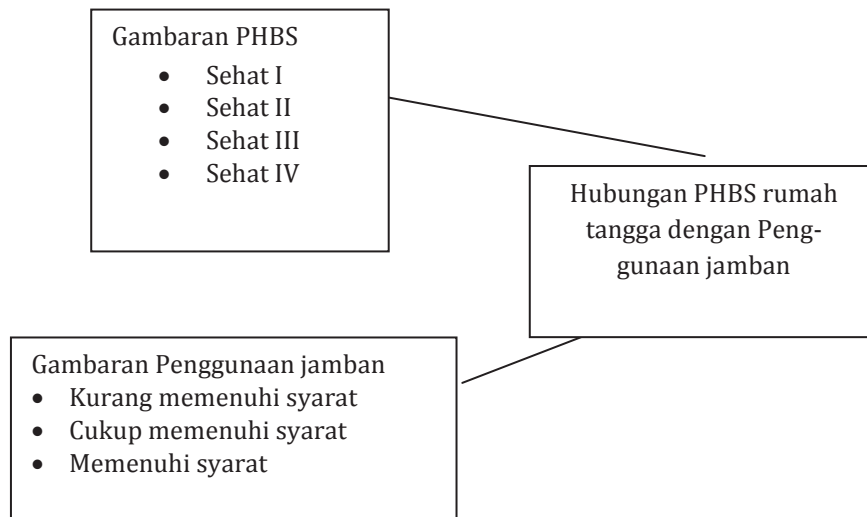 Gambaran PHBS
• Sehat I
• Sehat II
• Sehat III
• Sehat IV
Hubungan PHBS rumah
tangga dengan Peng-
gunaan jamban
Gambaran Penggunaan jamban
• Kurang memenuhi syarat
• Cukup memenuhi syarat
• Memenuhi syarat